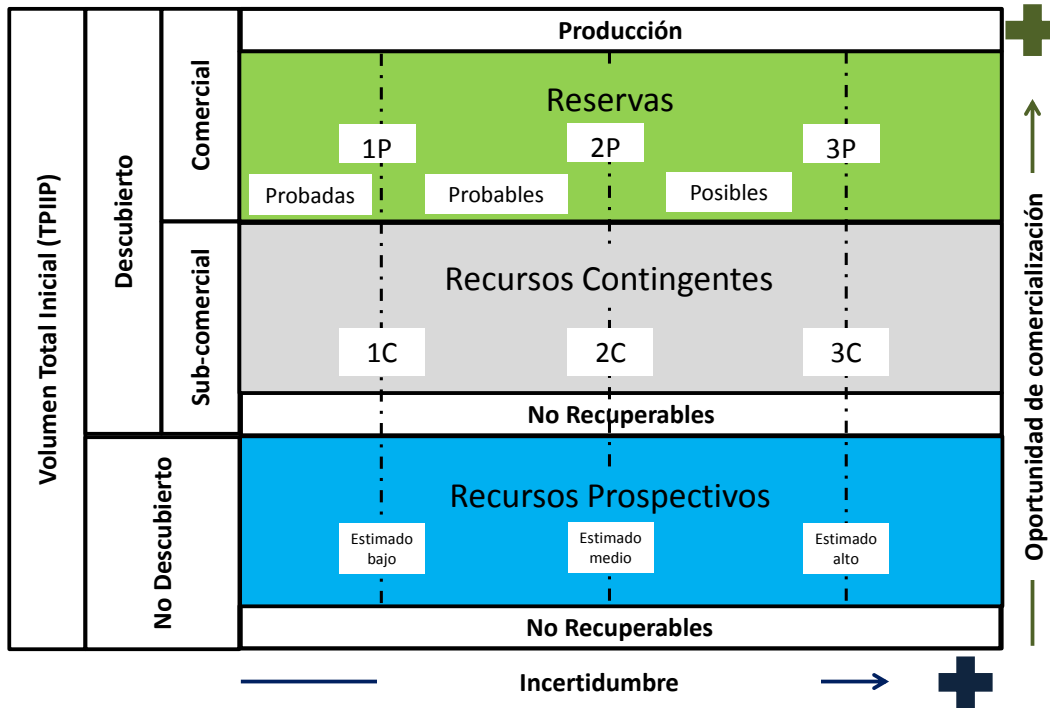 Volumen Total Inicial (TPIIP)
Descubierto
No Descubierto
Comercial
Sub-comercial
Producción
Reservas
1P
2P
3P
Probadas
Probables
Posibles
Recursos Contingentes
1C
2C
3C
No Recuperables
Recursos Prospectivos
Estimado
bajo
Estimado
medio
Estimado
alto
No Recuperables
Incertidumbre
Oportunidad de comercialización